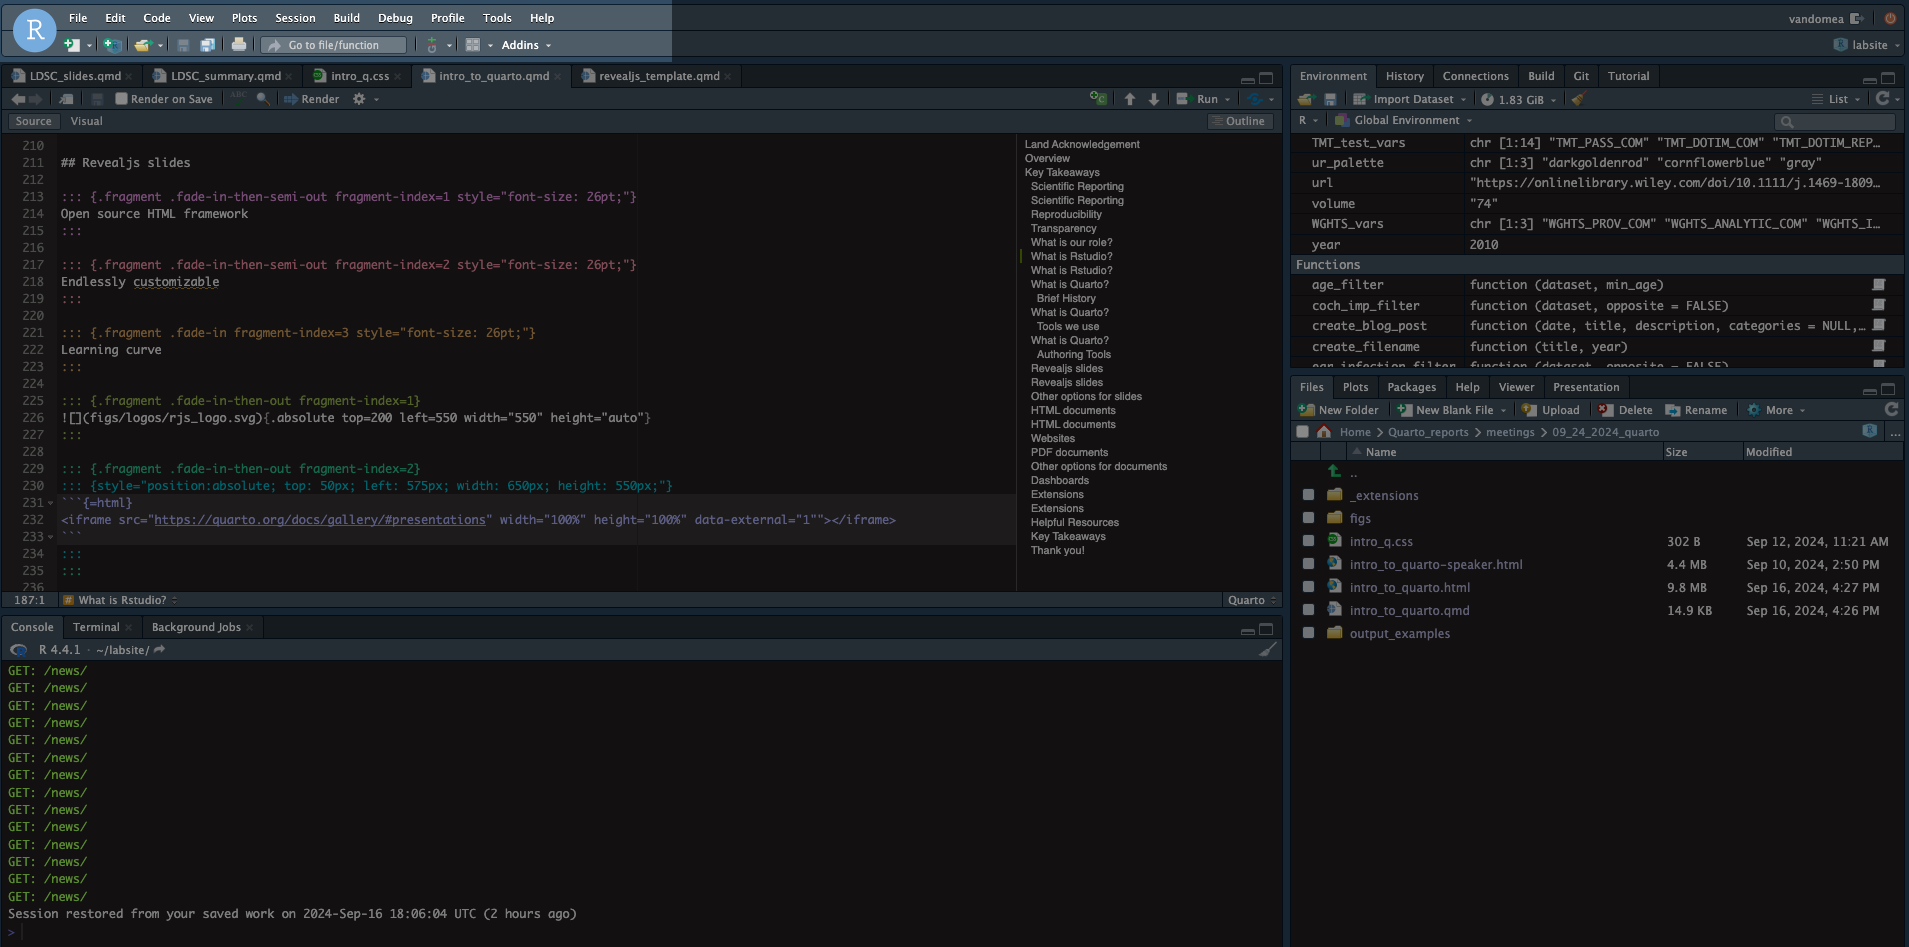 R File Edit Code View Plots Session Build Debug Profile Tools Help vandomea
Go to file/function Addins labsite
LDSC_slides.qmd LDSC_summary.qmd intro_q.css intro_to_quarto.qmd revealjs_template.qmd
Render on Save ABC Render Run
Source Visual Outline
210
211 ## Revealjs slides
212
213 ::: {.fragment .fade-in-then-semi-out fragment-index=1 style="font-size: 26pt;"}
214 Open source HTML framework
215 :::
216
217 ::: {.fragment .fade-in-then-semi-out fragment-index=2 style="font-size: 26pt;"}
218 Endlessly customizable
219 :::
220
221 ::: {.fragment .fade-in fragment-index=3 style="font-size: 26pt;"}
222 Learning curve
223 :::
224
225 ::: {.fragment .fade-in-then-out fragment-index=1}
226 ![](figs/logos/rjs_logo.svg){.absolute top=200 left=550 width="550" height="auto"}
227 :::
228
229 ::: {.fragment .fade-in-then-out fragment-index=2}
230 ::: {style="position:absolute; top: 50px; left: 575px; width: 650px; height: 550px;"}
231 ```{=html}
232 <iframe src="https://quarto.org/docs/gallery/#presentations" width="100%" height="100%" data-external="1""></iframe>
233 ```
234 :::
235 :::
236
Land Acknowledgement
Overview
Key Takeaways
Scientific Reporting
Scientific Reporting
Reproducibility
Transparency
What is our role?
What is Rstudio?
What is Rstudio?
What is Quarto?
Brief History
What is Quarto?
Tools we use
What is Quarto?
Authoring Tools
Revealjs slides
Revealjs slides
Other options for slides
HTML documents
HTML documents
Websites
PDF documents
Other options for documents
Dashboards
Extensions
Extensions
Helpful Resources
Key Takeaways
Thank you!
187:1 # What is Rstudio? Quarto
Console Terminal Background Jobs
R 4.4.1 · ~/labsite/
GET: /news/
GET: /news/
GET: /news/
GET: /news/
GET: /news/
GET: /news/
GET: /news/
GET: /news/
GET: /news/
GET: /news/
GET: /news/
GET: /news/
GET: /news/
GET: /news/
Session restored from your saved work on 2024-Sep-16 18:06:04 UTC (2 hours ago)
>
Environment History Connections Build Git Tutorial
Import Dataset 1.83 GiB List
R Global Environment
TMT_test_vars chr [1:14] "TMT_PASS_COM" "TMT_DOTIM_COM" "TMT_DOTIM_REP…
ur_palette chr [1:3] "darkgoldenrod" "cornflowerblue" "gray"
url "https://onlinelibrary.wiley.com/doi/10.1111/j.1469-1809…
volume "74"
WGHTS_vars chr [1:3] "WGHTS_PROV_COM" "WGHTS_ANALYTIC_COM" "WGHTS_I…
year 2010
Functions
age_filter function (dataset, min_age)
coch_imp_filter function (dataset, opposite = FALSE)
create_blog_post function (date, title, description, categories = NULL,…
create_filename function (title, year)
ear_infection_filter function (dataset, opposite = FALSE)
Files Plots Packages Help Viewer Presentation
New Folder New Blank File Upload Delete Rename More
Home > Quarto_reports > meetings > 09_24_2024_quarto ...
Name Size Modified
..
_extensions
figs
intro_q.css 302 B Sep 12, 2024, 11:21 AM
intro_to_quarto-speaker.html 4.4 MB Sep 10, 2024, 2:50 PM
intro_to_quarto.html 9.8 MB Sep 16, 2024, 4:27 PM
intro_to_quarto.qmd 14.9 KB Sep 16, 2024, 4:26 PM
output_examples